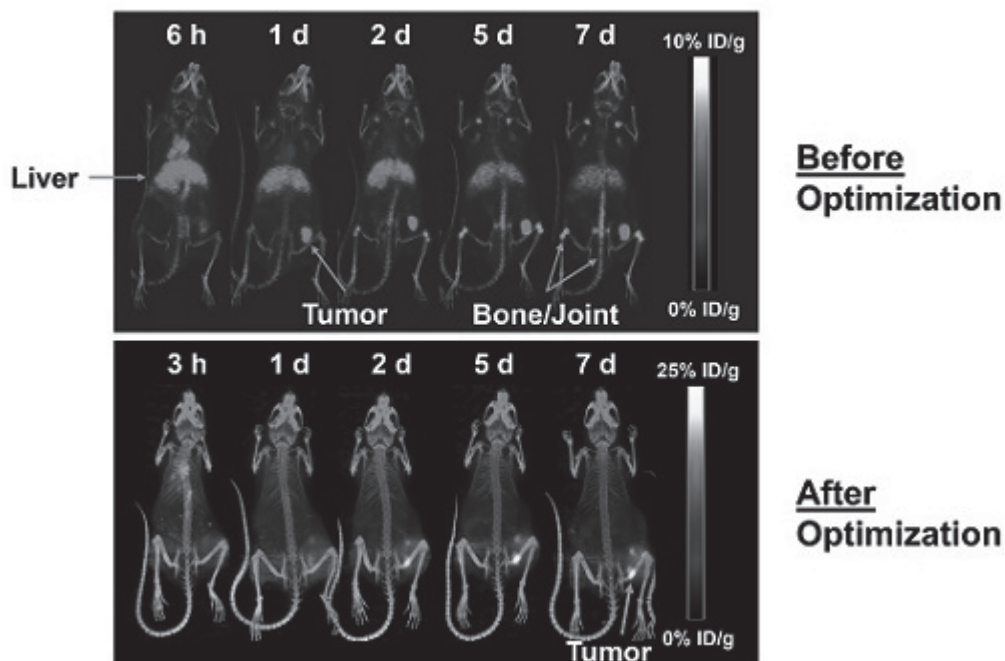 6 h 1 d 2 d 5 d 7 d
10% ID/g
Liver
Before
Optimization
0% ID/g
Tumor
Bone/Joint
3 h 1 d 2 d 5 d 7 d
25% ID/g
After
Optimization
0% ID/g
Tumor